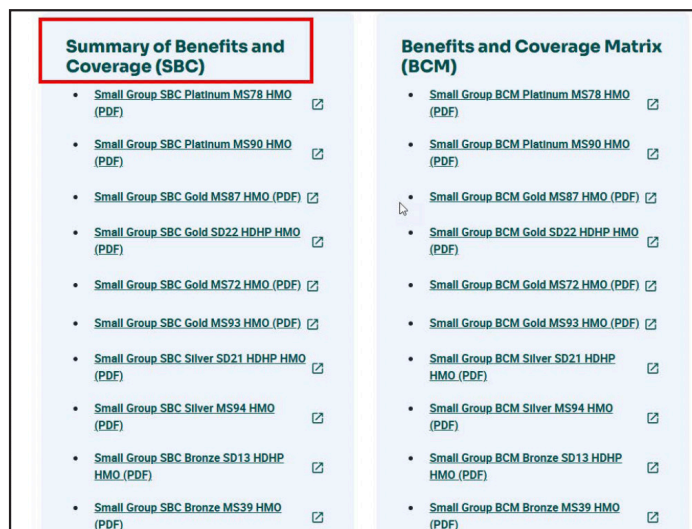 Summary of Benefits and
Coverage (SBC)
Small Group SBC Platinum MS78 HMO
(PDF)
Small Group SBC Platinum MS90 HMO
(PDF)
Small Group SBC Gold MS87 HMO (PDF)
Small Group SBC Gold SD22 HDHP HMO
(PDF)
Small Group SBC Gold MS72 HMO (PDF)
Small Group SBC Gold MS93 HMO (PDF)
Small Group SBC Silver SD21 HDHP HMO
(PDF)
Small Group SBC Silver MS94 HMO
(PDF)
Small Group SBC Bronze SD13 HDHP
HMO (PDF)
Small Group SBC Bronze MS39 HMO
(PDF)
Benefits and Coverage Matrix
(BCM)
Small Group BCM Platinum MS78 HMO
(PDF)
Small Group BCM Platinum MS90 HMO
(PDF)
Small Group BCM Gold MS87 HMO (PDF)
Small Group BCM Gold SD22 HDHP HMO
(PDF)
Small Group BCM Gold MS72 HMO (PDF)
Small Group BCM Gold MS93 HMO (PDF)
Small Group BCM Silver SD21 HDHP
HMO (PDF)
Small Group BCM Silver MS94 HMO
(PDF)
Small Group BCM Bronze SD13 HDHP
HMO (PDF)
Small Group BCM Bronze MS39 HMO
(PDF)